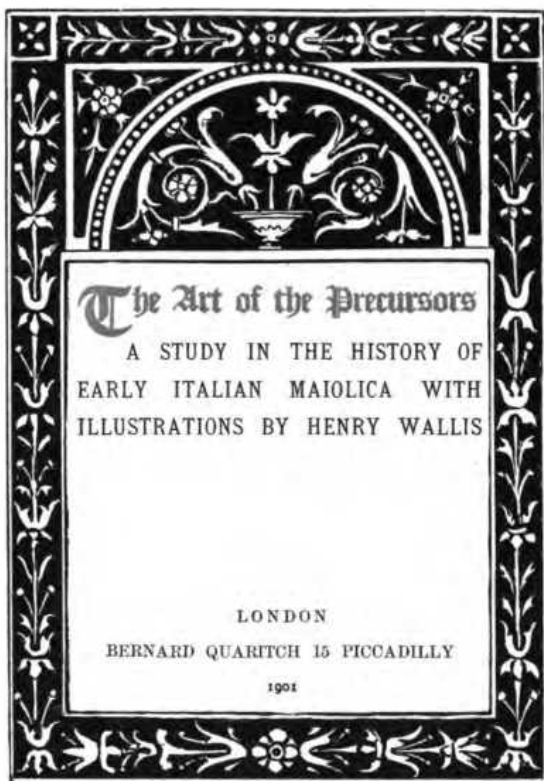 The Art of the Precursors
A STUDY IN THE HISTORY OF
EARLY ITALIAN MAIOLICA WITH
ILLUSTRATIONS BY HENRY WALLIS
LONDON
BERNARD QUARITCH 15 PICCADILLY
1901